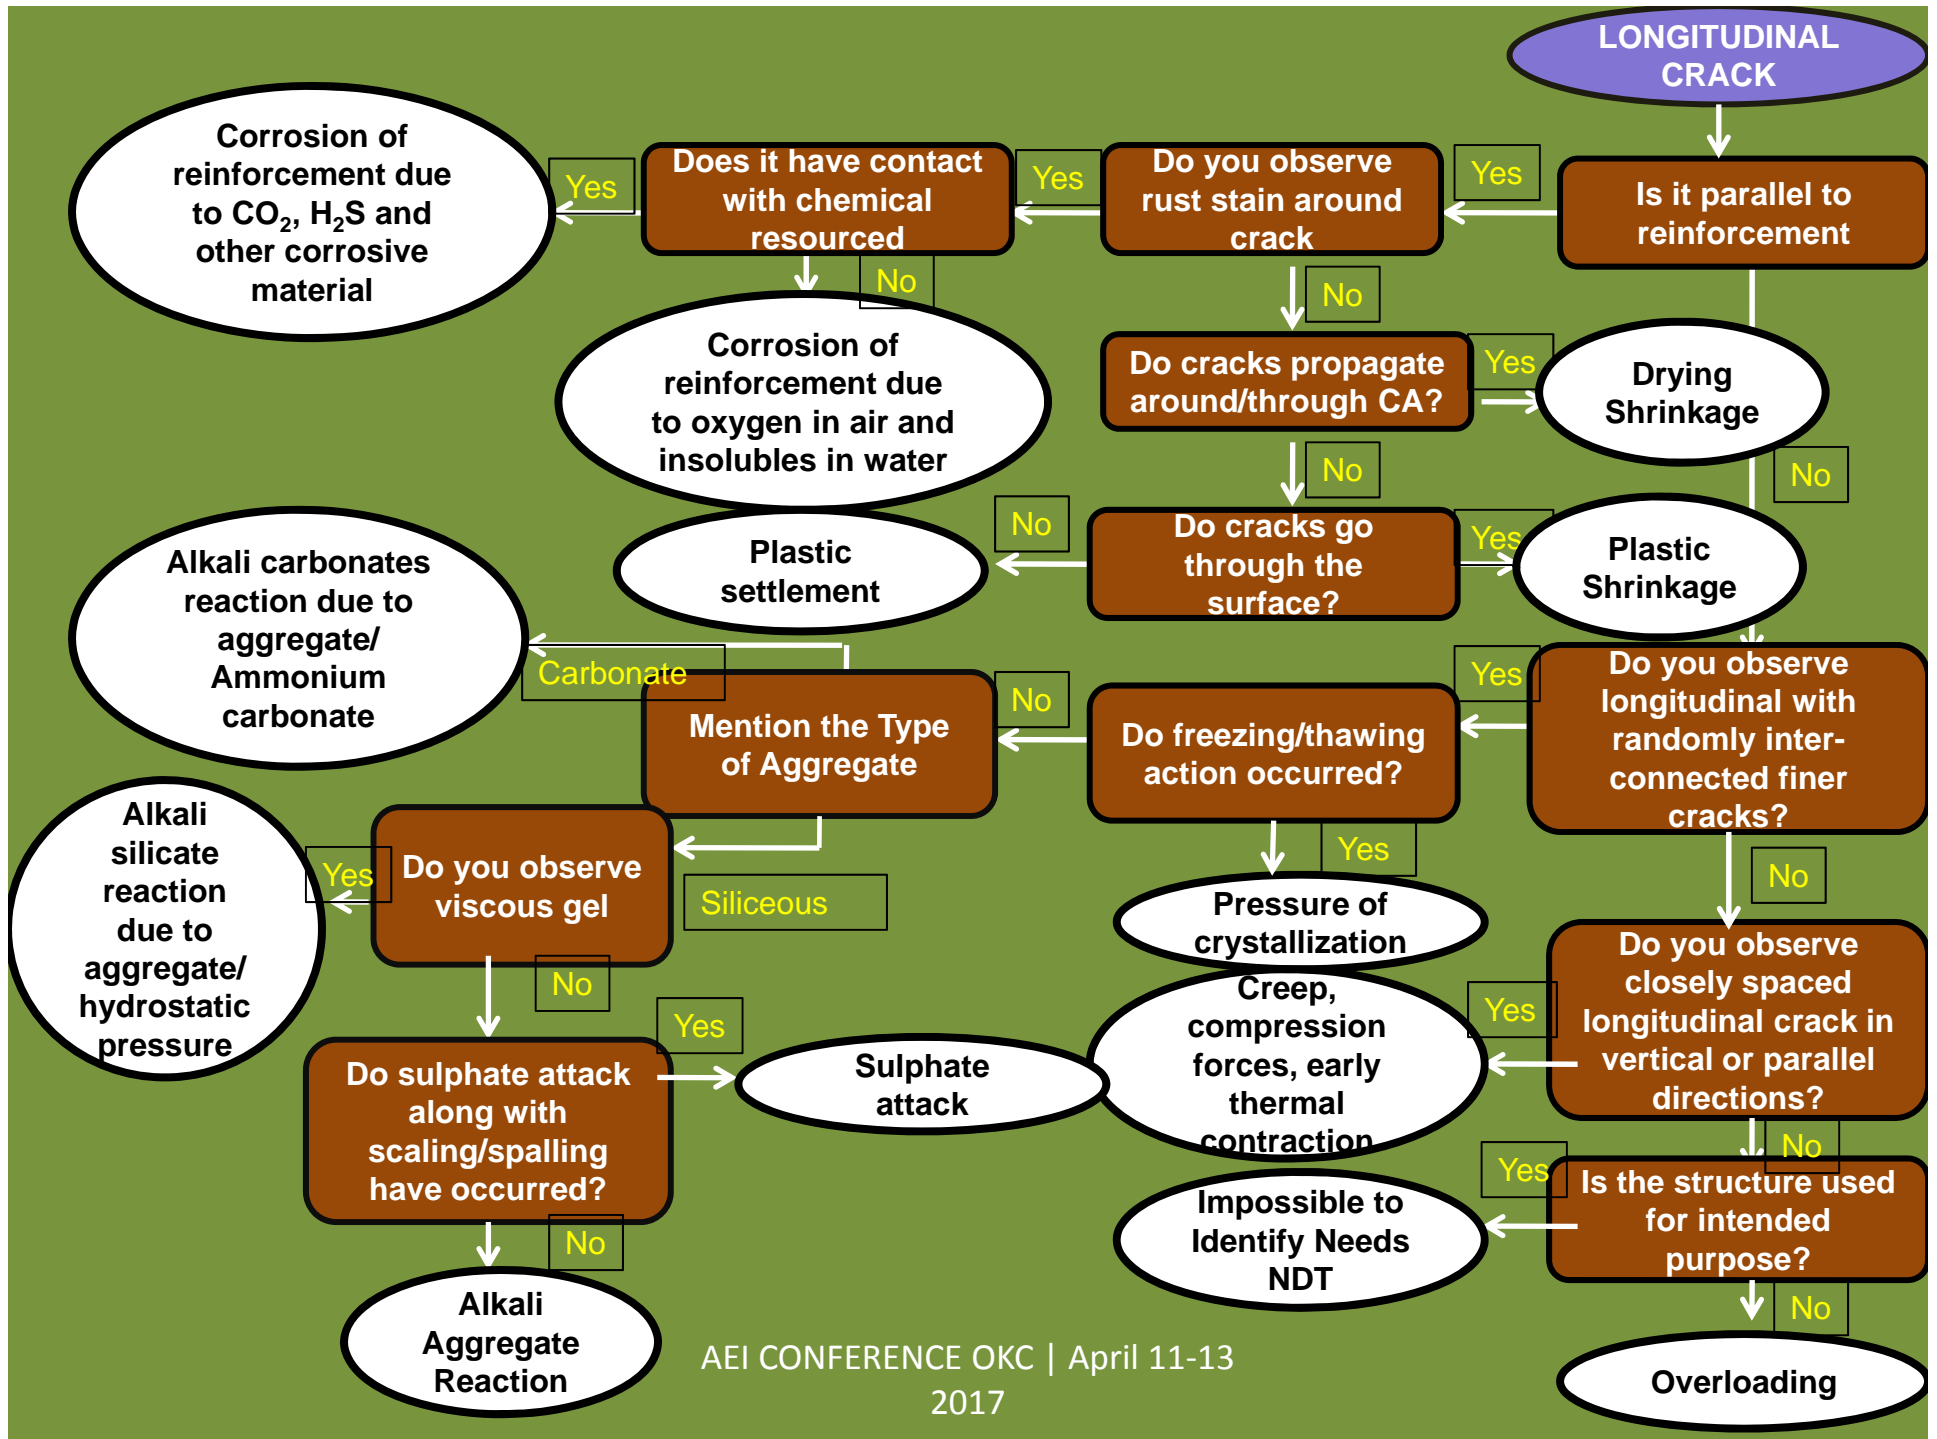 LONGITUDINAL
CRACK
Is it parallel to
reinforcement
Yes
Do you observe
rust stain around
crack
Yes
Does it have contact
with chemical
resourced
Yes
Corrosion of
reinforcement due
to CO₂, H₂S and
other corrosive
material
No
Corrosion of
reinforcement due
to oxygen in air and
insolubles in water
No
Do cracks propagate
around/through CA?
Yes
Drying
Shrinkage
No
No
Do cracks go
through the
surface?
Yes
Plastic
Shrinkage
No
Plastic
settlement
Do you observe
longitudinal with
randomly inter-
connected finer
cracks?
Yes
Do freezing/thawing
action occurred?
No
Mention the Type
of Aggregate
Carbonate
Alkali carbonates
reaction due to
aggregate/
Ammonium
carbonate
Siliceous
Do you observe
viscous gel
Yes
Alkali
silicate
reaction
due to
aggregate/
hydrostatic
pressure
No
Do sulphate attack
along with
scaling/spalling
have occurred?
Yes
Sulphate
attack
No
Alkali
Aggregate
Reaction
Yes
Pressure of
crystallization
No
Do you observe
closely spaced
longitudinal crack in
vertical or parallel
directions?
Yes
Creep,
compression
forces, early
thermal
contraction
No
Is the structure used
for intended
purpose?
Yes
Impossible to
Identify Needs
NDT
No
Overloading
AEI CONFERENCE OKC | April 11-13
2017